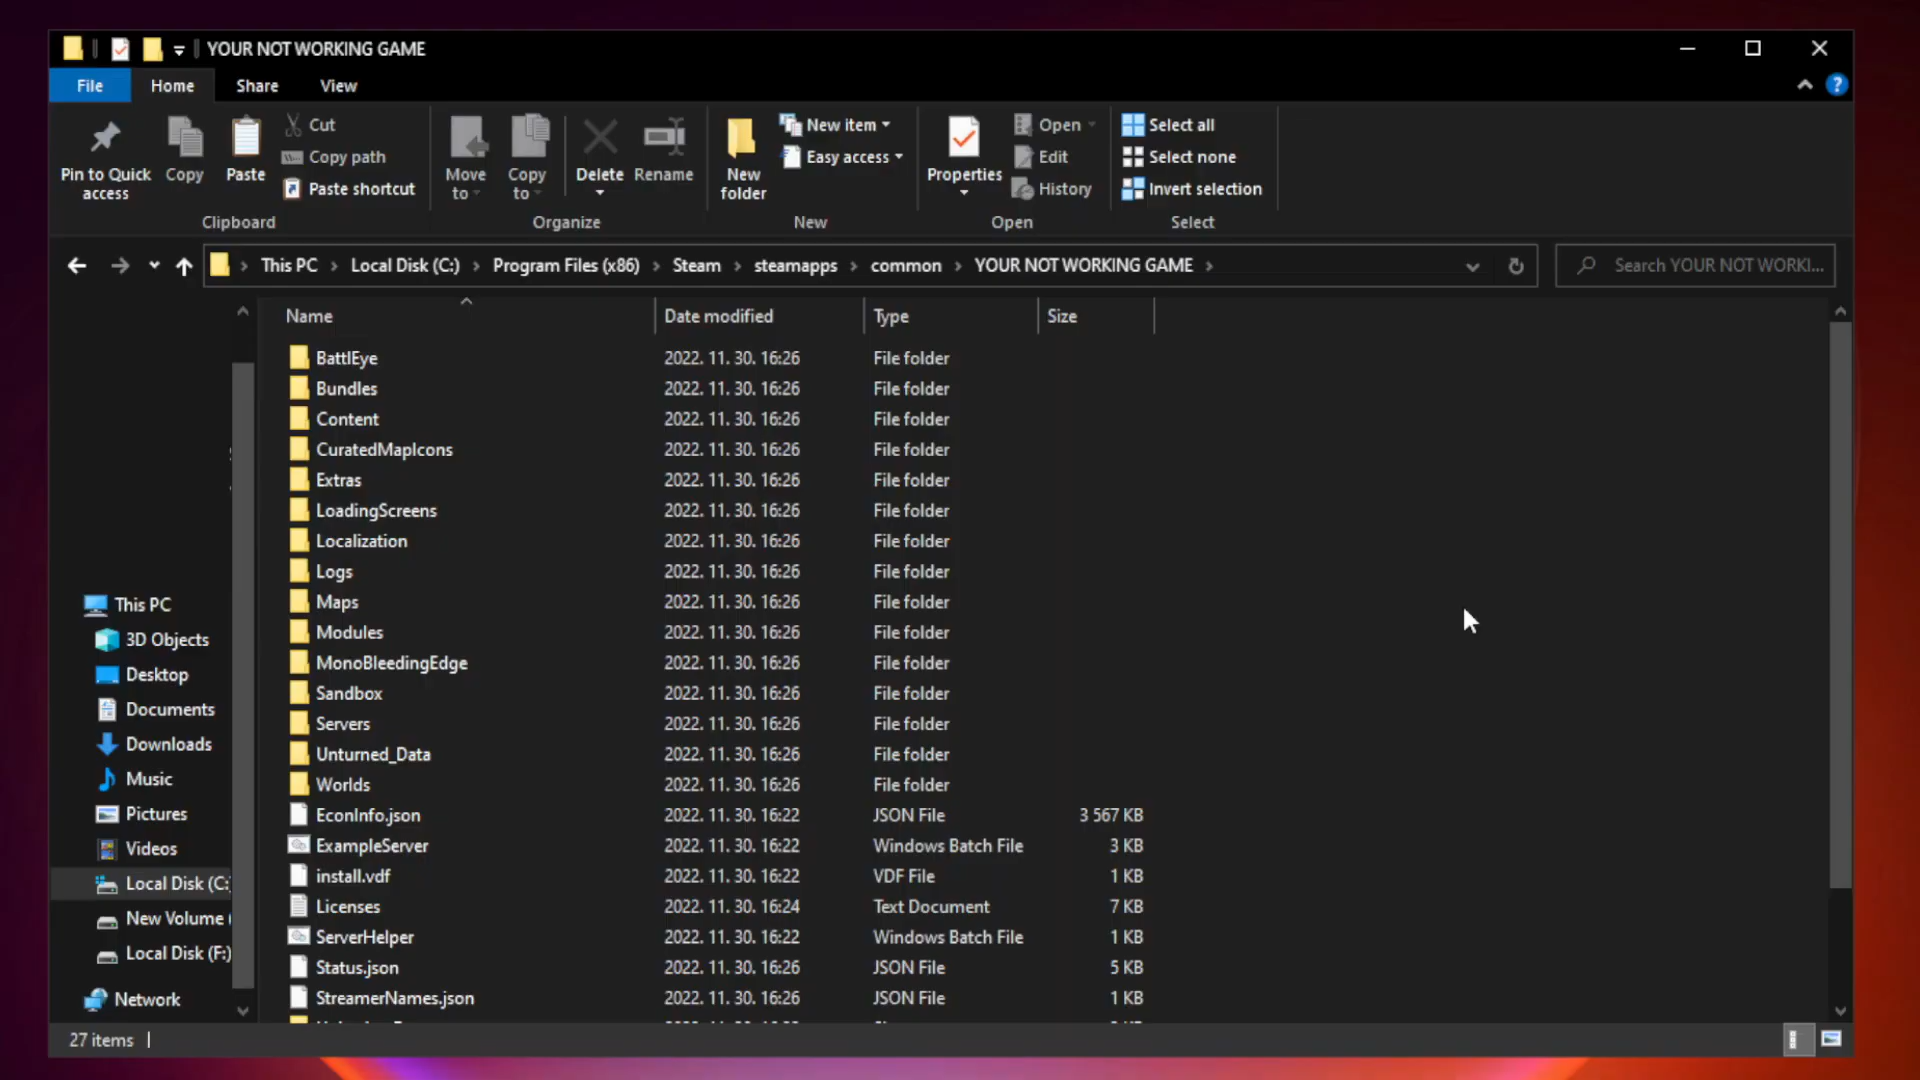 YOUR NOT WORKING GAME
File Home Share View
Pin to Quick access
Copy
Paste
Cut
Copy path
Paste shortcut
Clipboard
Move to
Copy to
Delete
Rename
Organize
New folder
New item
Easy access
New
Properties
Open
Edit
History
Open
Select all
Select none
Invert selection
Select
This PC Local Disk (C:) Program Files (x86) Steam steamapps common YOUR NOT WORKING GAME
Search YOUR NOT WORKI...
This PC
3D Objects
Desktop
Documents
Downloads
Music
Pictures
Videos
Local Disk (C:
New Volume (
Local Disk (F:)
Network
Name Date modified Type Size
BattlEye 2022. 11. 30. 16:26 File folder
Bundles 2022. 11. 30. 16:26 File folder
Content 2022. 11. 30. 16:26 File folder
CuratedMapIcons 2022. 11. 30. 16:26 File folder
Extras 2022. 11. 30. 16:26 File folder
LoadingScreens 2022. 11. 30. 16:26 File folder
Localization 2022. 11. 30. 16:26 File folder
Logs 2022. 11. 30. 16:26 File folder
Maps 2022. 11. 30. 16:26 File folder
Modules 2022. 11. 30. 16:26 File folder
MonoBleedingEdge 2022. 11. 30. 16:26 File folder
Sandbox 2022. 11. 30. 16:26 File folder
Servers 2022. 11. 30. 16:26 File folder
Unturned_Data 2022. 11. 30. 16:26 File folder
Worlds 2022. 11. 30. 16:26 File folder
EconInfo.json 2022. 11. 30. 16:22 JSON File 3 567 KB
ExampleServer 2022. 11. 30. 16:22 Windows Batch File 3 KB
install.vdf 2022. 11. 30. 16:22 VDF File 1 KB
Licenses 2022. 11. 30. 16:24 Text Document 7 KB
ServerHelper 2022. 11. 30. 16:22 Windows Batch File 1 KB
Status.json 2022. 11. 30. 16:26 JSON File 5 KB
StreamerNames.json 2022. 11. 30. 16:26 JSON File 1 KB
27 items